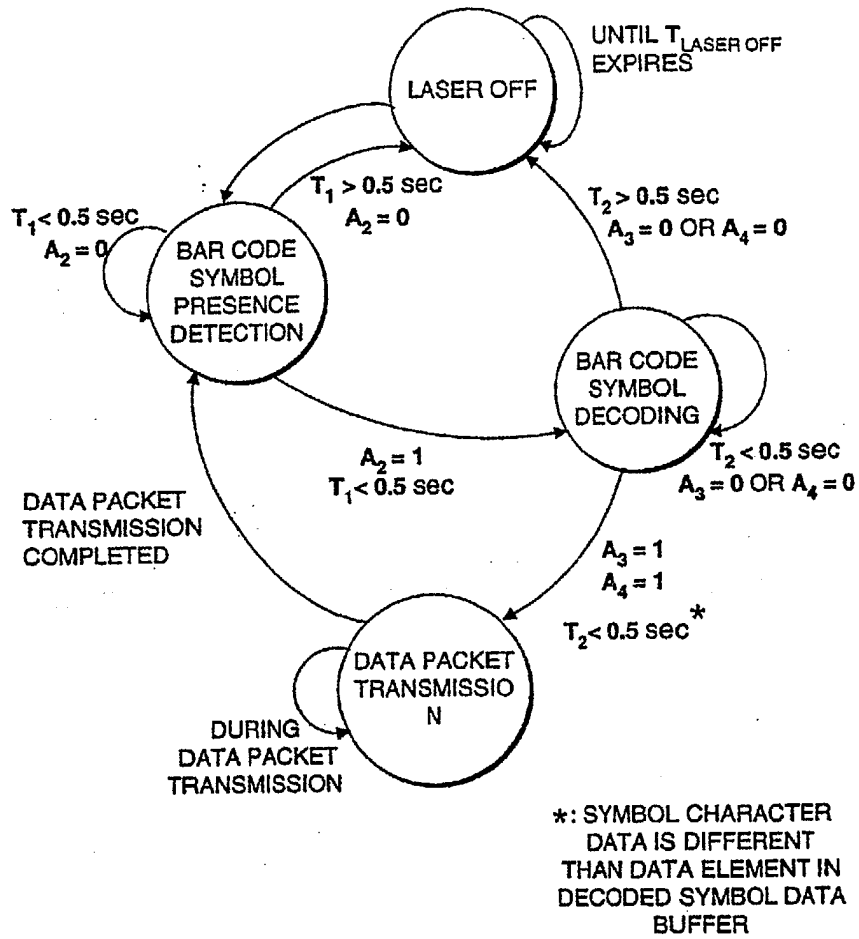 UNTIL T_LASER OFF
EXPIRES
LASER OFF
T₁ > 0.5 sec
A₂ = 0
T₂ > 0.5 sec
A₃ = 0 OR A₄ = 0
T₁ < 0.5 sec
A₂ = 0
BAR CODE
SYMBOL
PRESENCE
DETECTION
BAR CODE
SYMBOL
DECODING
A₂ = 1
T₁ < 0.5 sec
T₂ < 0.5 sec
A₃ = 0 OR A₄ = 0
DATA PACKET
TRANSMISSION
COMPLETED
A₃ = 1
A₄ = 1
T₂ < 0.5 sec*
DATA PACKET
TRANSMISSIO
N
DURING
DATA PACKET
TRANSMISSION
*: SYMBOL CHARACTER
DATA IS DIFFERENT
THAN DATA ELEMENT IN
DECODED SYMBOL DATA
BUFFER